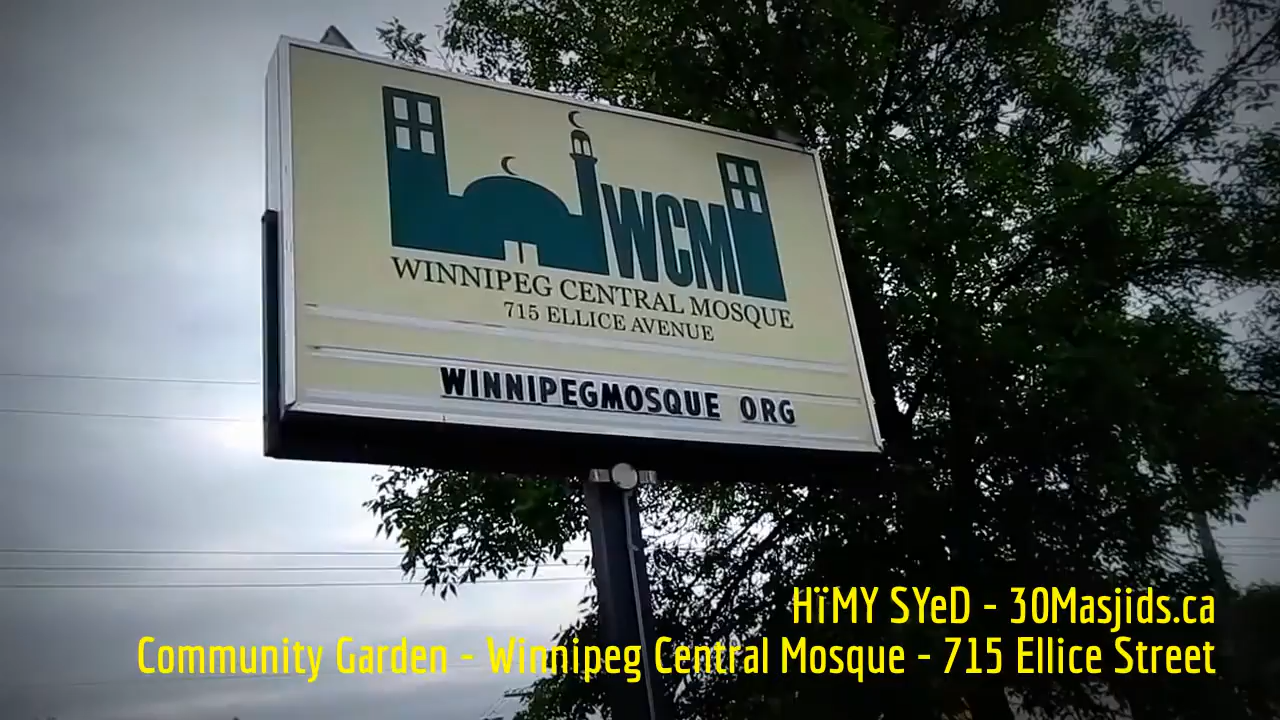 WCM
WINNIPEG CENTRAL MOSQUE
715 ELLICE AVENUE
WINNIPEGMOSQUE ORG
HïMY SYeD - 30Masjids.ca
Community Garden - Winnipeg Central Mosque - 715 Ellice Street